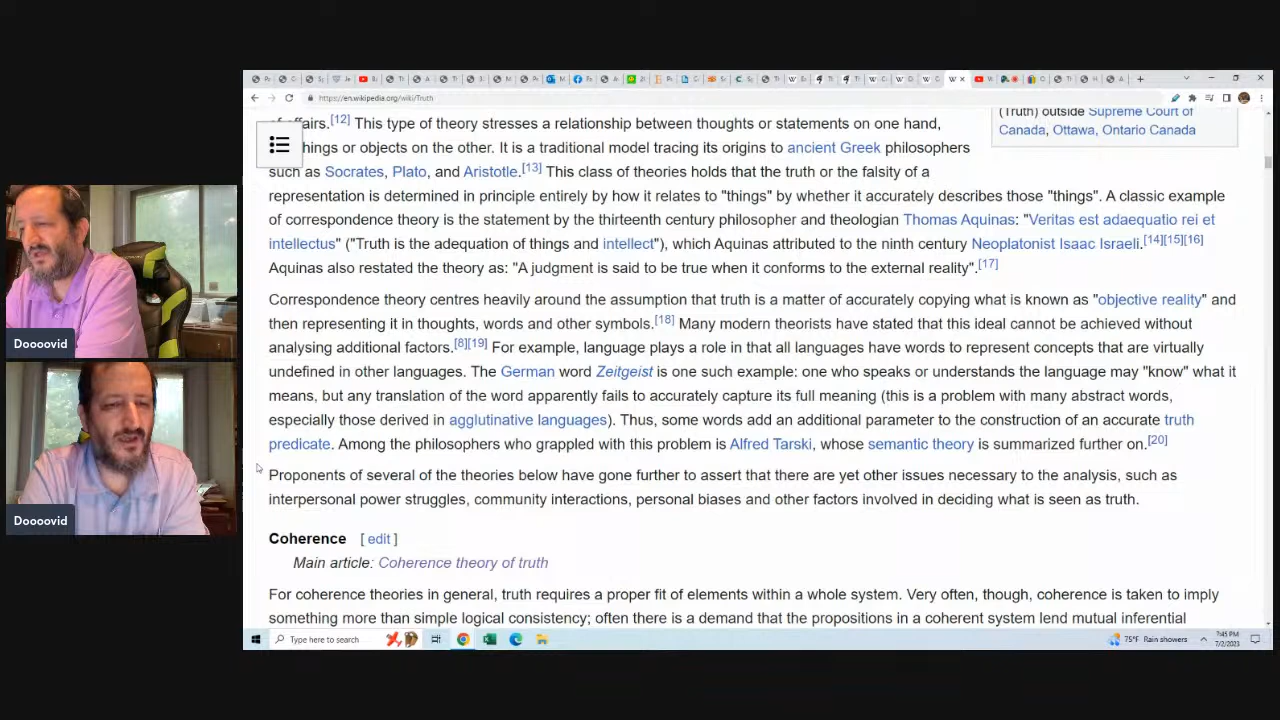 https://en.wikipedia.org/wiki/Truth
of affairs.[12] This type of theory stresses a relationship between thoughts or statements on one hand,
hings or objects on the other. It is a traditional model tracing its origins to ancient Greek philosophers
such as Socrates, Plato, and Aristotle.[13] This class of theories holds that the truth or the falsity of a
representation is determined in principle entirely by how it relates to "things" by whether it accurately describes those "things". A classic example
of correspondence theory is the statement by the thirteenth century philosopher and theologian Thomas Aquinas: "Veritas est adaequatio rei et
intellectus" ("Truth is the adequation of things and intellect"), which Aquinas attributed to the ninth century Neoplatonist Isaac Israeli.[14][15][16]
Aquinas also restated the theory as: "A judgment is said to be true when it conforms to the external reality".[17]
(Truth) outside Supreme Court of
Canada, Ottawa, Ontario Canada
Correspondence theory centres heavily around the assumption that truth is a matter of accurately copying what is known as "objective reality" and
then representing it in thoughts, words and other symbols.[18] Many modern theorists have stated that this ideal cannot be achieved without
analysing additional factors.[8][19] For example, language plays a role in that all languages have words to represent concepts that are virtually
undefined in other languages. The German word Zeitgeist is one such example: one who speaks or understands the language may "know" what it
means, but any translation of the word apparently fails to accurately capture its full meaning (this is a problem with many abstract words,
especially those derived in agglutinative languages). Thus, some words add an additional parameter to the construction of an accurate truth
predicate. Among the philosophers who grappled with this problem is Alfred Tarski, whose semantic theory is summarized further on.[20]
Proponents of several of the theories below have gone further to assert that there are yet other issues necessary to the analysis, such as
interpersonal power struggles, community interactions, personal biases and other factors involved in deciding what is seen as truth.
Coherence [ edit ]
Main article: Coherence theory of truth
For coherence theories in general, truth requires a proper fit of elements within a whole system. Very often, though, coherence is taken to imply
something more than simple logical consistency; often there is a demand that the propositions in a coherent system lend mutual inferential
Doooovid
Doooovid
Type here to search
75°F Rain showers
7:45 PM
7/2/2023